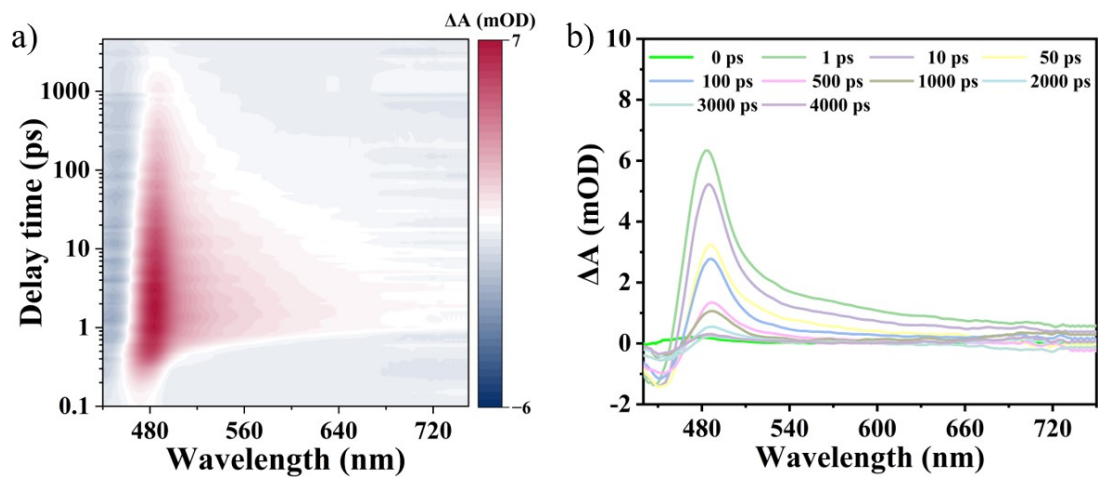 a)
ΔA (mOD)
7
−6
1000
100
10
1
0.1
Delay time (ps)
480 560 640 720
Wavelength (nm)
b)
10
8
6
4
2
0
-2
ΔA (mOD)
0 ps 1 ps 10 ps 50 ps
100 ps 500 ps 1000 ps 2000 ps
3000 ps 4000 ps
480 540 600 660 720
Wavelength (nm)